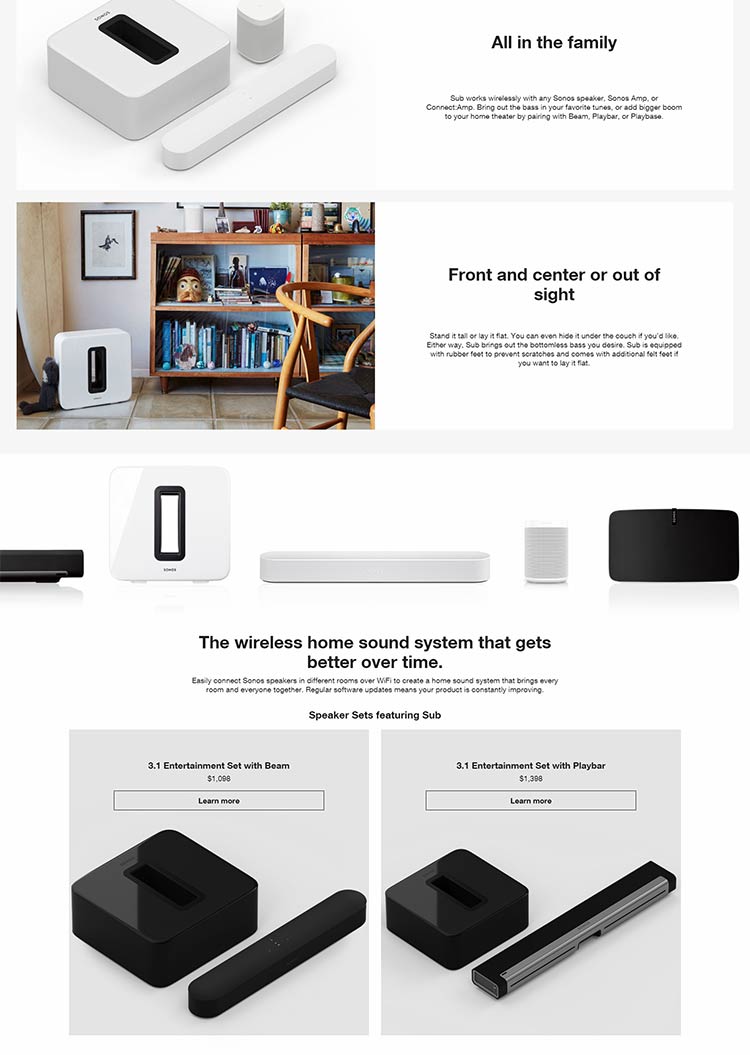 SONOS
All in the family
Sub works wirelessly with any Sonos speaker, Sonos Amp, or
Connect:Amp. Bring out the bass in your favorite tunes, or add bigger boom
to your home theater by pairing with Beam, Playbar, or Playbase.
Front and center or out of
sight
Stand it tall or lay it flat. You can even hide it under the couch if you'd like.
Either way, Sub brings out the bottomless bass you desire. Sub is equipped
with rubber feet to prevent scratches and comes with additional felt feet if
you want to lay it flat.
SONOS
The wireless home sound system that gets
better over time.
Easily connect Sonos speakers in different rooms over WiFi to create a home sound system that brings every
room and everyone together. Regular software updates means your product is constantly improving.
Speaker Sets featuring Sub
3.1 Entertainment Set with Beam
$1,098
Learn more
3.1 Entertainment Set with Playbar
$1,398
Learn more